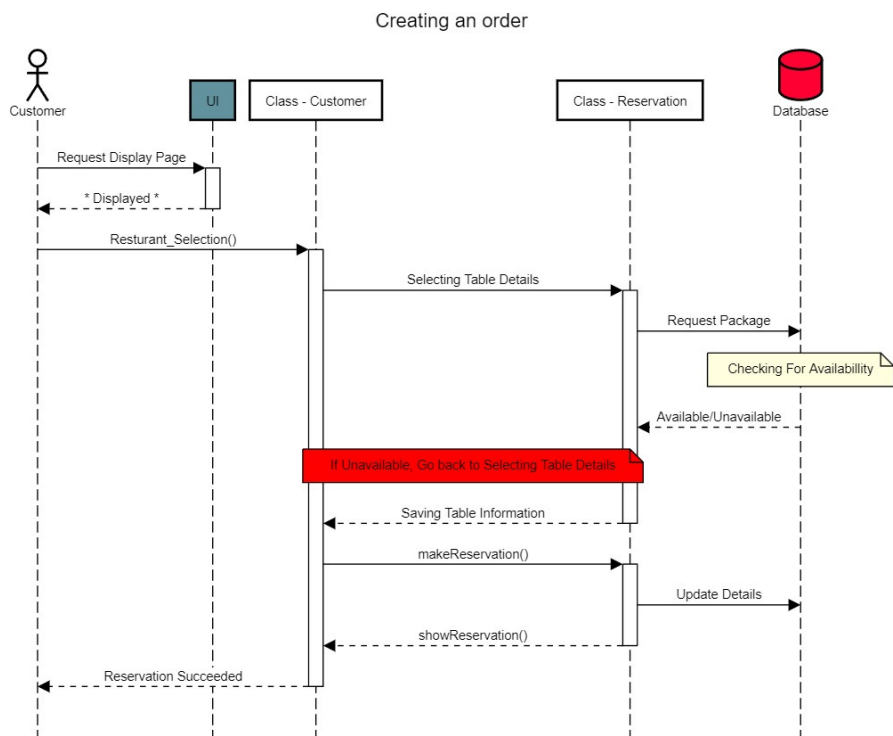 Creating an order
Customer
UI
Class - Customer
Class - Reservation
Database
Request Display Page
* Displayed *
Resturant_Selection()
Selecting Table Details
Request Package
Checking For Availabillity
Available/Unavailable
If Unavailable, Go back to Selecting Table Details
Saving Table Information
makeReservation()
Update Details
showReservation()
Reservation Succeeded